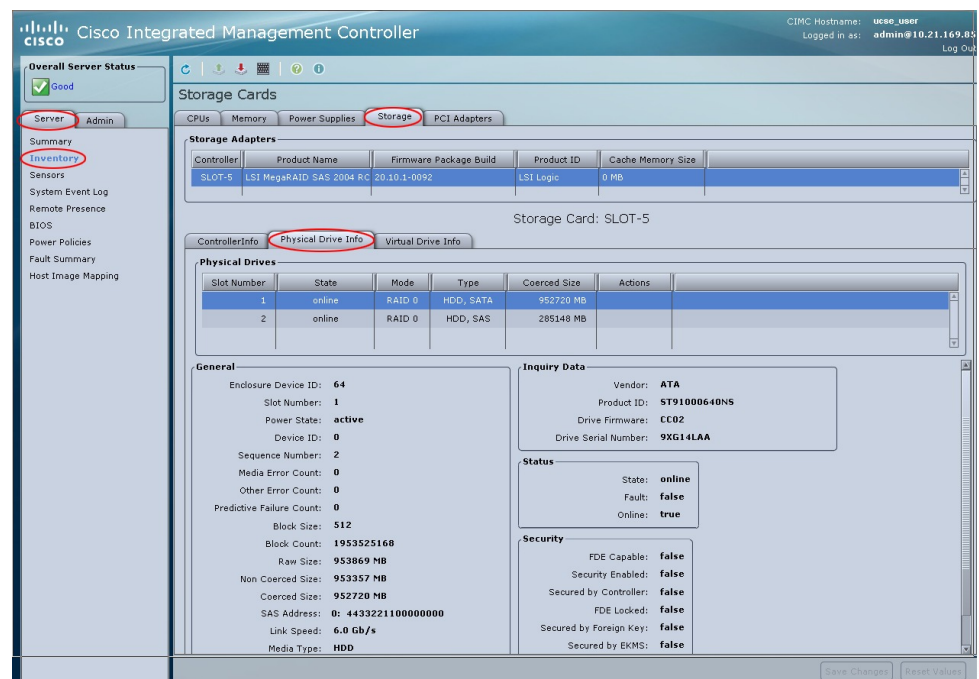 CISCO Cisco Integrated Management Controller
CIMC Hostname: ucse_user
Logged in as: admin@10.21.169.85
Log Out
Overall Server Status
Good
Server Admin
Summary
Inventory
Sensors
System Event Log
Remote Presence
BIOS
Power Policies
Fault Summary
Host Image Mapping
Storage Cards
CPUs Memory Power Supplies Storage PCI Adapters
Storage Adapters
Controller Product Name Firmware Package Build Product ID Cache Memory Size
SLOT-5 LSI MegaRAID SAS 2004 RC 20.10.1-0092 LSI Logic 0 MB
Storage Card: SLOT-5
ControllerInfo Physical Drive Info Virtual Drive Info
Physical Drives
Slot Number State Mode Type Coerced Size Actions
1 online RAID 0 HDD, SATA 952720 MB
2 online RAID 0 HDD, SAS 285148 MB
General
Enclosure Device ID: 64
Slot Number: 1
Power State: active
Device ID: 0
Sequence Number: 2
Media Error Count: 0
Other Error Count: 0
Predictive Failure Count: 0
Block Size: 512
Block Count: 1953525168
Raw Size: 953869 MB
Non Coerced Size: 953357 MB
Coerced Size: 952720 MB
SAS Address: 0: 4433221100000000
Link Speed: 6.0 Gb/s
Media Type: HDD
Inquiry Data
Vendor: ATA
Product ID: ST91000640NS
Drive Firmware: CC02
Drive Serial Number: 9XG14LAA
Status
State: online
Fault: false
Online: true
Security
FDE Capable: false
Security Enabled: false
Secured by Controller: false
FDE Locked: false
Secured by Foreign Key: false
Secured by EKMS: false
Save Changes Reset Values